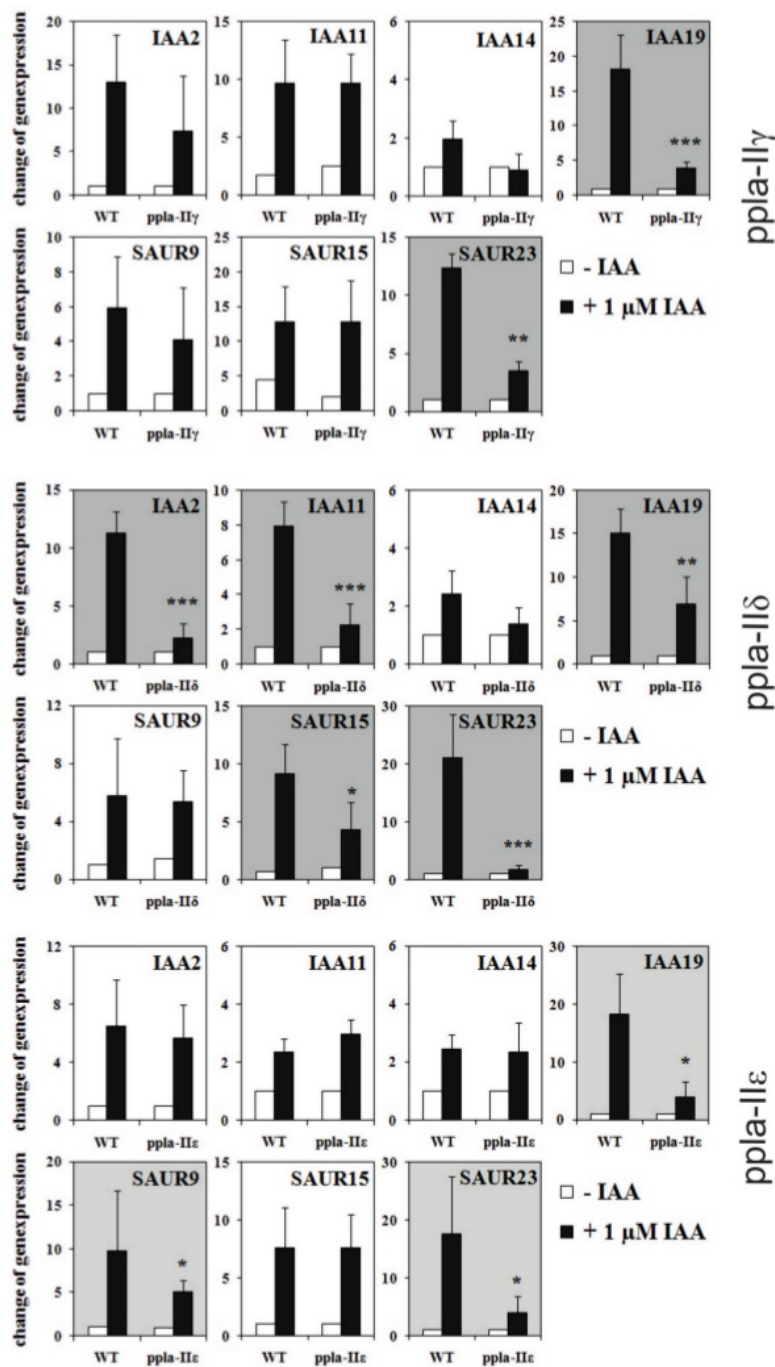 IAA2 IAA11 IAA14 IAA19
change of genexpression
20 15 10 5 0
15 10 5 0
6 4 2 0
25 20 15 10 5 0
***
WT ppla-IIγ WT ppla-IIγ WT ppla-IIγ WT ppla-IIγ
ppla-IIγ
SAUR9 SAUR15 SAUR23
change of genexpression
10 8 6 4 2 0
25 20 15 10 5 0
15 10 5 0
**
WT ppla-IIγ WT ppla-IIγ WT ppla-IIγ
- IAA
+ 1 µM IAA
IAA2 IAA11 IAA14 IAA19
change of genexpression
15 10 5 0
10 8 6 4 2 0
6 4 2 0
20 15 10 5 0
*** *** **
WT ppla-IIδ WT ppla-IIδ WT ppla-IIδ WT ppla-IIδ
ppla-IIδ
SAUR9 SAUR15 SAUR23
change of genexpression
12 8 6 4 2 0
15 10 5 0
30 20 10 0
* ***
WT ppla-IIδ WT ppla-IIδ WT ppla-IIδ
- IAA
+ 1 µM IAA
IAA2 IAA11 IAA14 IAA19
change of genexpression
12 9 6 3 0
6 4 2 0
6 4 2 0
30 20 10 0
*
WT ppla-IIε WT ppla-IIε WT ppla-IIε WT ppla-IIε
ppla-IIε
SAUR9 SAUR15 SAUR23
change of genexpression
20 15 10 5 0
15 10 5 0
30 20 10 0
* *
WT ppla-IIε WT ppla-IIε WT ppla-IIε
- IAA
+ 1 µM IAA